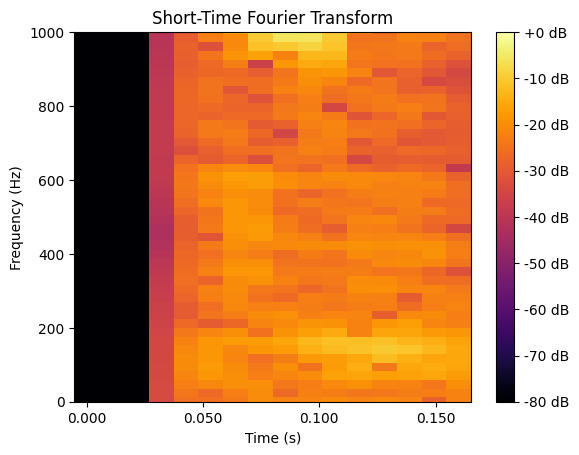 Short-Time Fourier Transform
1000
800
600
400
200
0
Frequency (Hz)
0.000
0.050
0.100
0.150
Time (s)
+0 dB
-10 dB
-20 dB
-30 dB
-40 dB
-50 dB
-60 dB
-70 dB
-80 dB